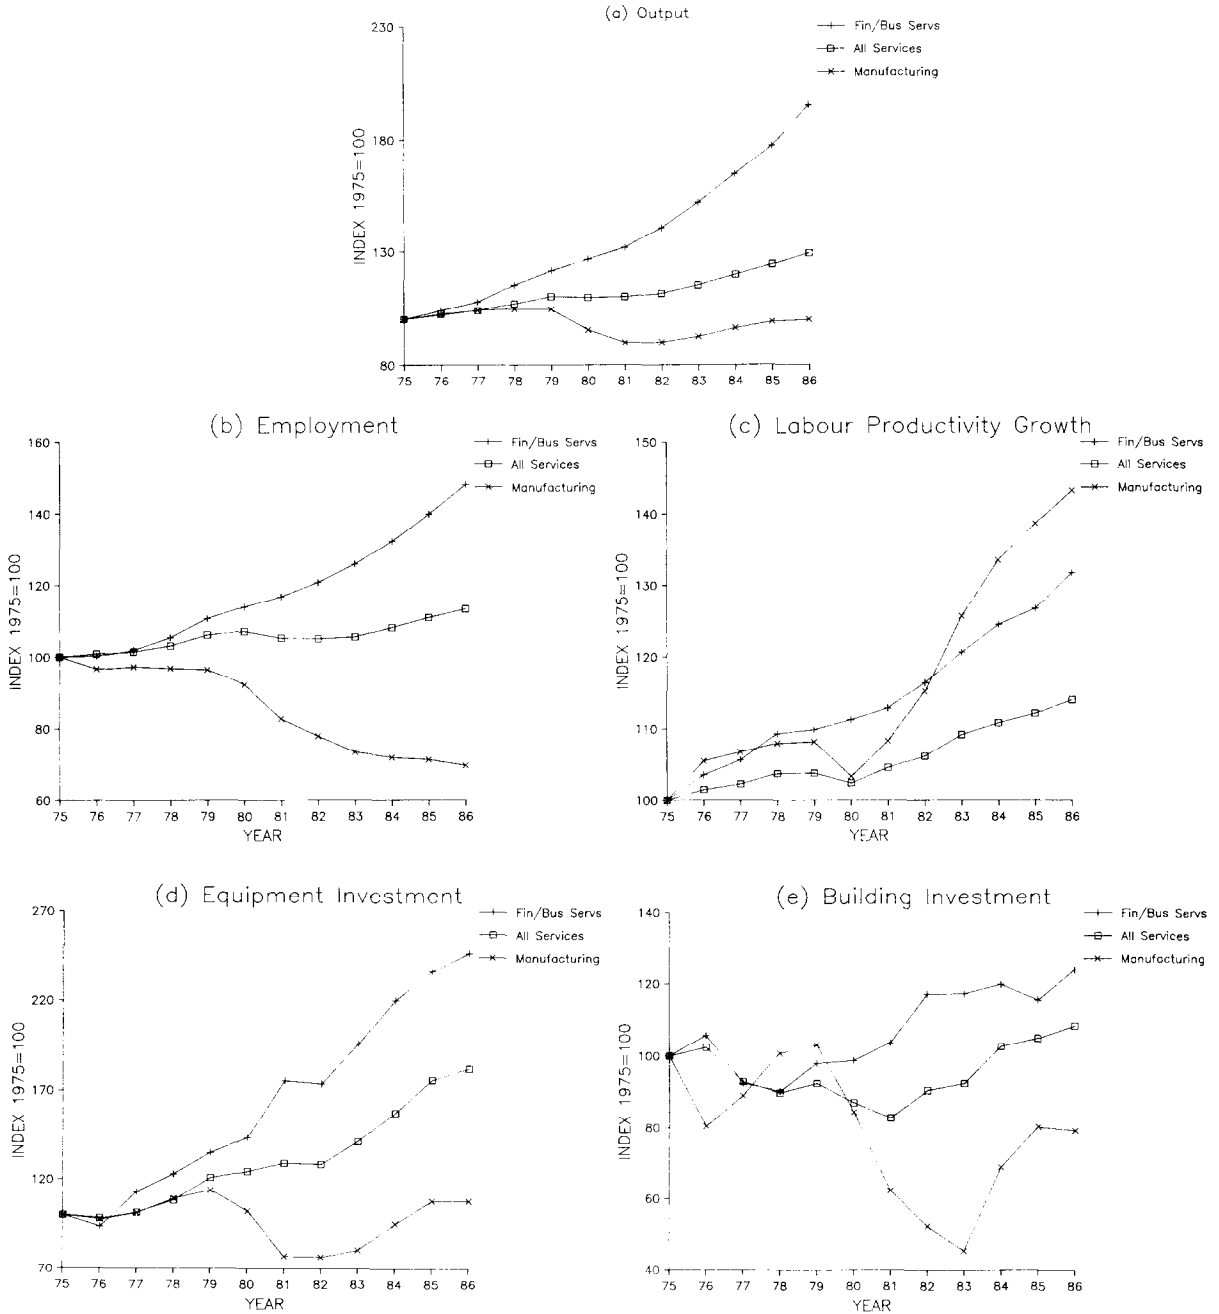 (a) Output
Fin/Bus Servs
All Services
Manufacturing
INDEX 1975=100
230
180
130
80
75 76 77 78 79 80 81 82 83 84 85 86
(b) Employment
Fin/Bus Servs
All Services
Manufacturing
INDEX 1975=100
160
140
120
100
80
60
75 76 77 78 79 80 81 82 83 84 85 86
YEAR
(c) Labour Productivity Growth
Fin/Bus Servs
All Services
Manufacturing
INDEX 1975=100
150
140
130
120
110
100
75 76 77 78 79 80 81 82 83 84 85 86
YEAR
(d) Equipment Investment
Fin/Bus Servs
All Services
Manufacturing
INDEX 1975=100
270
220
170
120
70
75 76 77 78 79 80 81 82 83 84 85 86
YEAR
(e) Building Investment
Fin/Bus Servs
All Services
Manufacturing
INDEX 1975=100
140
120
100
80
60
40
75 76 77 78 79 80 81 82 83 84 85 86
YEAR